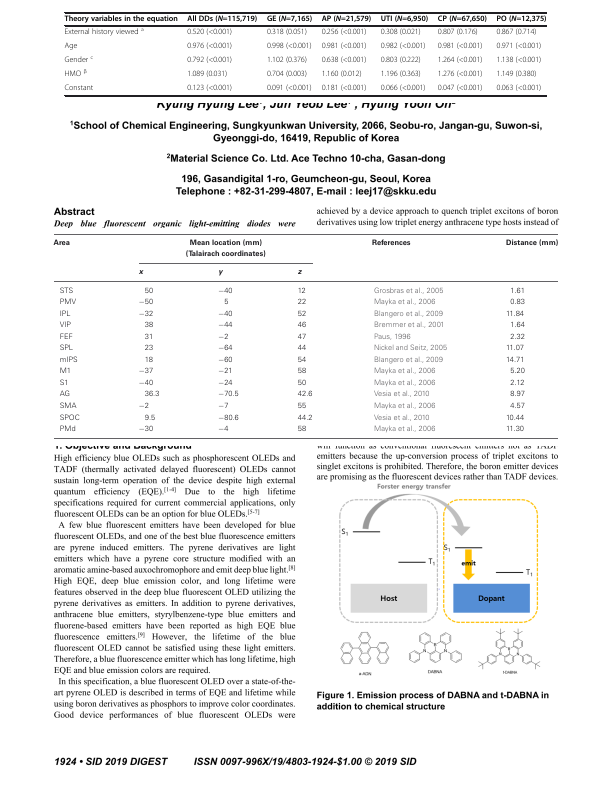 Theory variables in the equation All DDs (N=115,719) GE (N=7,165) AP (N=21,579) UTI (N=6,950) CP (N=67,650) PO (N=12,375)
External history viewed a 0.520 (<0.001) 0.318 (0.051) 0.256 (<0.001) 0.308 (0.021) 0.807 (0.176) 0.867 (0.714)
Age 0.976 (<0.001) 0.998 (<0.001) 0.981 (<0.001) 0.982 (<0.001) 0.981 (<0.001) 0.971 (<0.001)
Gender c 0.792 (<0.001) 1.102 (0.376) 0.638 (<0.001) 0.803 (0.222) 1.264 (<0.001) 1.138 (<0.001)
HMO β 1.089 (0.031) 0.704 (0.003) 1.160 (0.012) 1.196 (0.363) 1.276 (<0.001) 1.149 (0.380)
Constant 0.123 (<0.001) 0.091 (<0.001) 0.181 (<0.001) 0.066 (<0.001) 0.047 (<0.001) 0.063 (<0.001)
Kyung Hyung Lee¹, Jun Yeob Lee¹, Hyung Yoon Oh²
¹School of Chemical Engineering, Sungkyunkwan University, 2066, Seobu-ro, Jangan-gu, Suwon-si,
Gyeonggi-do, 16419, Republic of Korea
²Material Science Co. Ltd. Ace Techno 10-cha, Gasan-dong
196, Gasandigital 1-ro, Geumcheon-gu, Seoul, Korea
Telephone : +82-31-299-4807, E-mail : leej17@skku.edu
Abstract
Deep blue fluorescent organic light-emitting diodes were
achieved by a device approach to quench triplet excitons of boron
derivatives using low triplet energy anthracene type hosts instead of
Area Mean location (mm) References Distance (mm)
(Talairach coordinates)
x y z
STS 50 −40 12 Grosbras et al., 2005 1.61
PMV −50 5 22 Mayka et al., 2006 0.83
IPL −32 −40 52 Blangero et al., 2009 11.84
VIP 38 −44 46 Bremmer et al., 2001 1.64
FEF 31 −2 47 Paus, 1996 2.32
SPL 23 −64 44 Nickel and Seitz, 2005 11.07
mIPS 18 −60 54 Blangero et al., 2009 14.71
M1 −37 −21 58 Mayka et al., 2006 5.20
S1 −40 −24 50 Mayka et al., 2006 2.12
AG 36.3 −70.5 42.6 Vesia et al., 2010 8.97
SMA −2 −7 55 Mayka et al., 2006 4.57
SPOC 9.5 −80.6 44.2 Vesia et al., 2010 10.44
PMd −30 −4 58 Mayka et al., 2006 11.30
1. Objective and Background
High efficiency blue OLEDs such as phosphorescent OLEDs and
TADF (thermally activated delayed fluorescent) OLEDs cannot
sustain long-term operation of the device despite high external
quantum efficiency (EQE).[1-4] Due to the high lifetime
specifications required for current commercial applications, only
fluorescent OLEDs can be an option for blue OLEDs.[5-7]
A few blue fluorescent emitters have been developed for blue
fluorescent OLEDs, and one of the best blue fluorescence emitters
are pyrene induced emitters. The pyrene derivatives are light
emitters which have a pyrene core structure modified with an
aromatic amine-based auxochromophore and emit deep blue light.[8]
High EQE, deep blue emission color, and long lifetime were
features observed in the deep blue fluorescent OLED utilizing the
pyrene derivatives as emitters. In addition to pyrene derivatives,
anthracene blue emitters, styrylbenzene-type blue emitters and
fluorene-based emitters have been reported as high EQE blue
fluorescence emitters.[9] However, the lifetime of the blue
fluorescent OLED cannot be satisfied using these light emitters.
Therefore, a blue fluorescence emitter which has long lifetime, high
EQE and blue emission colors are required.
In this specification, a blue fluorescent OLED over a state-of-the-
art pyrene OLED is described in terms of EQE and lifetime while
using boron derivatives as phosphors to improve color coordinates.
Good device performances of blue fluorescent OLEDs were
will function as conventional fluorescent emitters not as TADF
emitters because the up-conversion process of triplet excitons to
singlet excitons is prohibited. Therefore, the boron emitter devices
are promising as the fluorescent devices rather than TADF devices.
Forster energy transfer
S1
S1
T1
emit
T1
Host Dopant
DABNA
t-DABNA
Figure 1. Emission process of DABNA and t-DABNA in
addition to chemical structure
1924 • SID 2019 DIGEST ISSN 0097-996X/19/4803-1924-$1.00 © 2019 SID